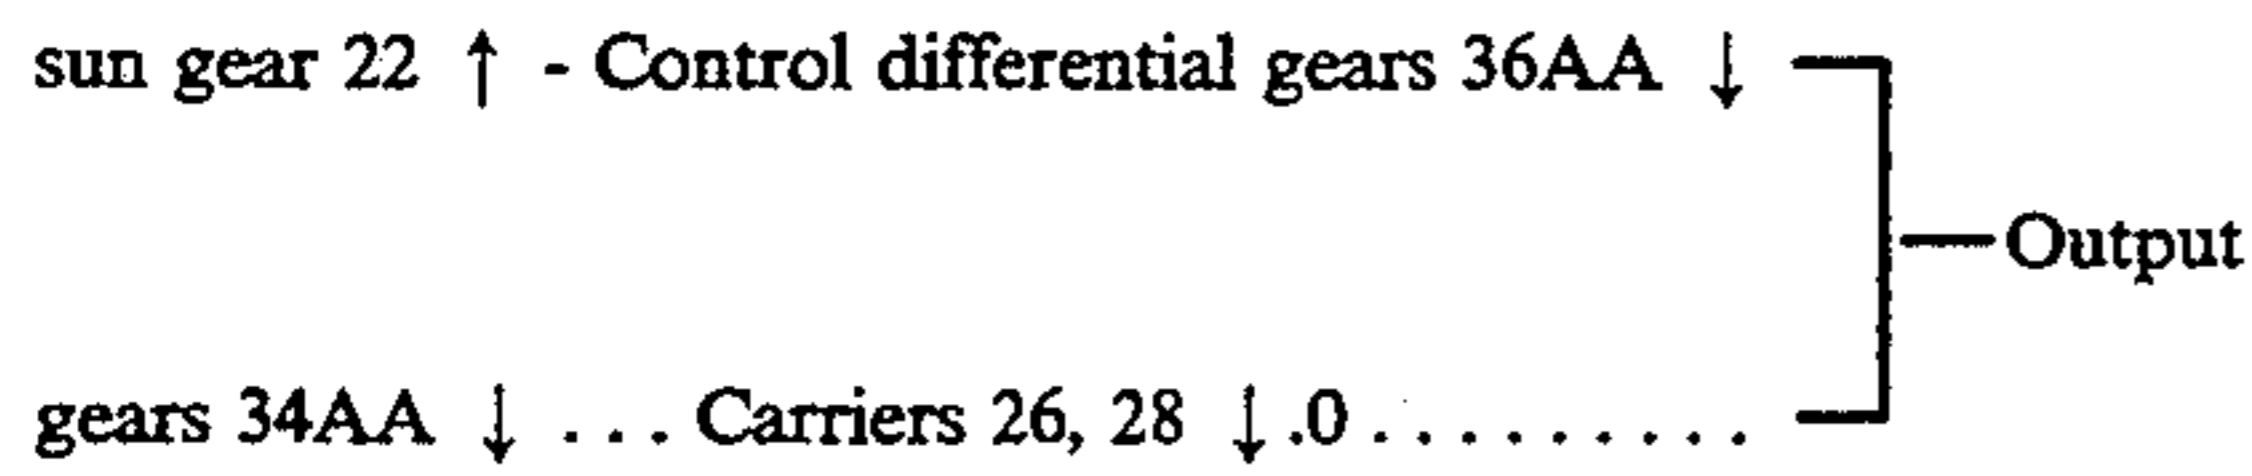 sun gear 22 ↑ - Control differential gears 36AA ↓
Output
gears 34AA ↓ ... Carriers 26, 28 ↓.0.........